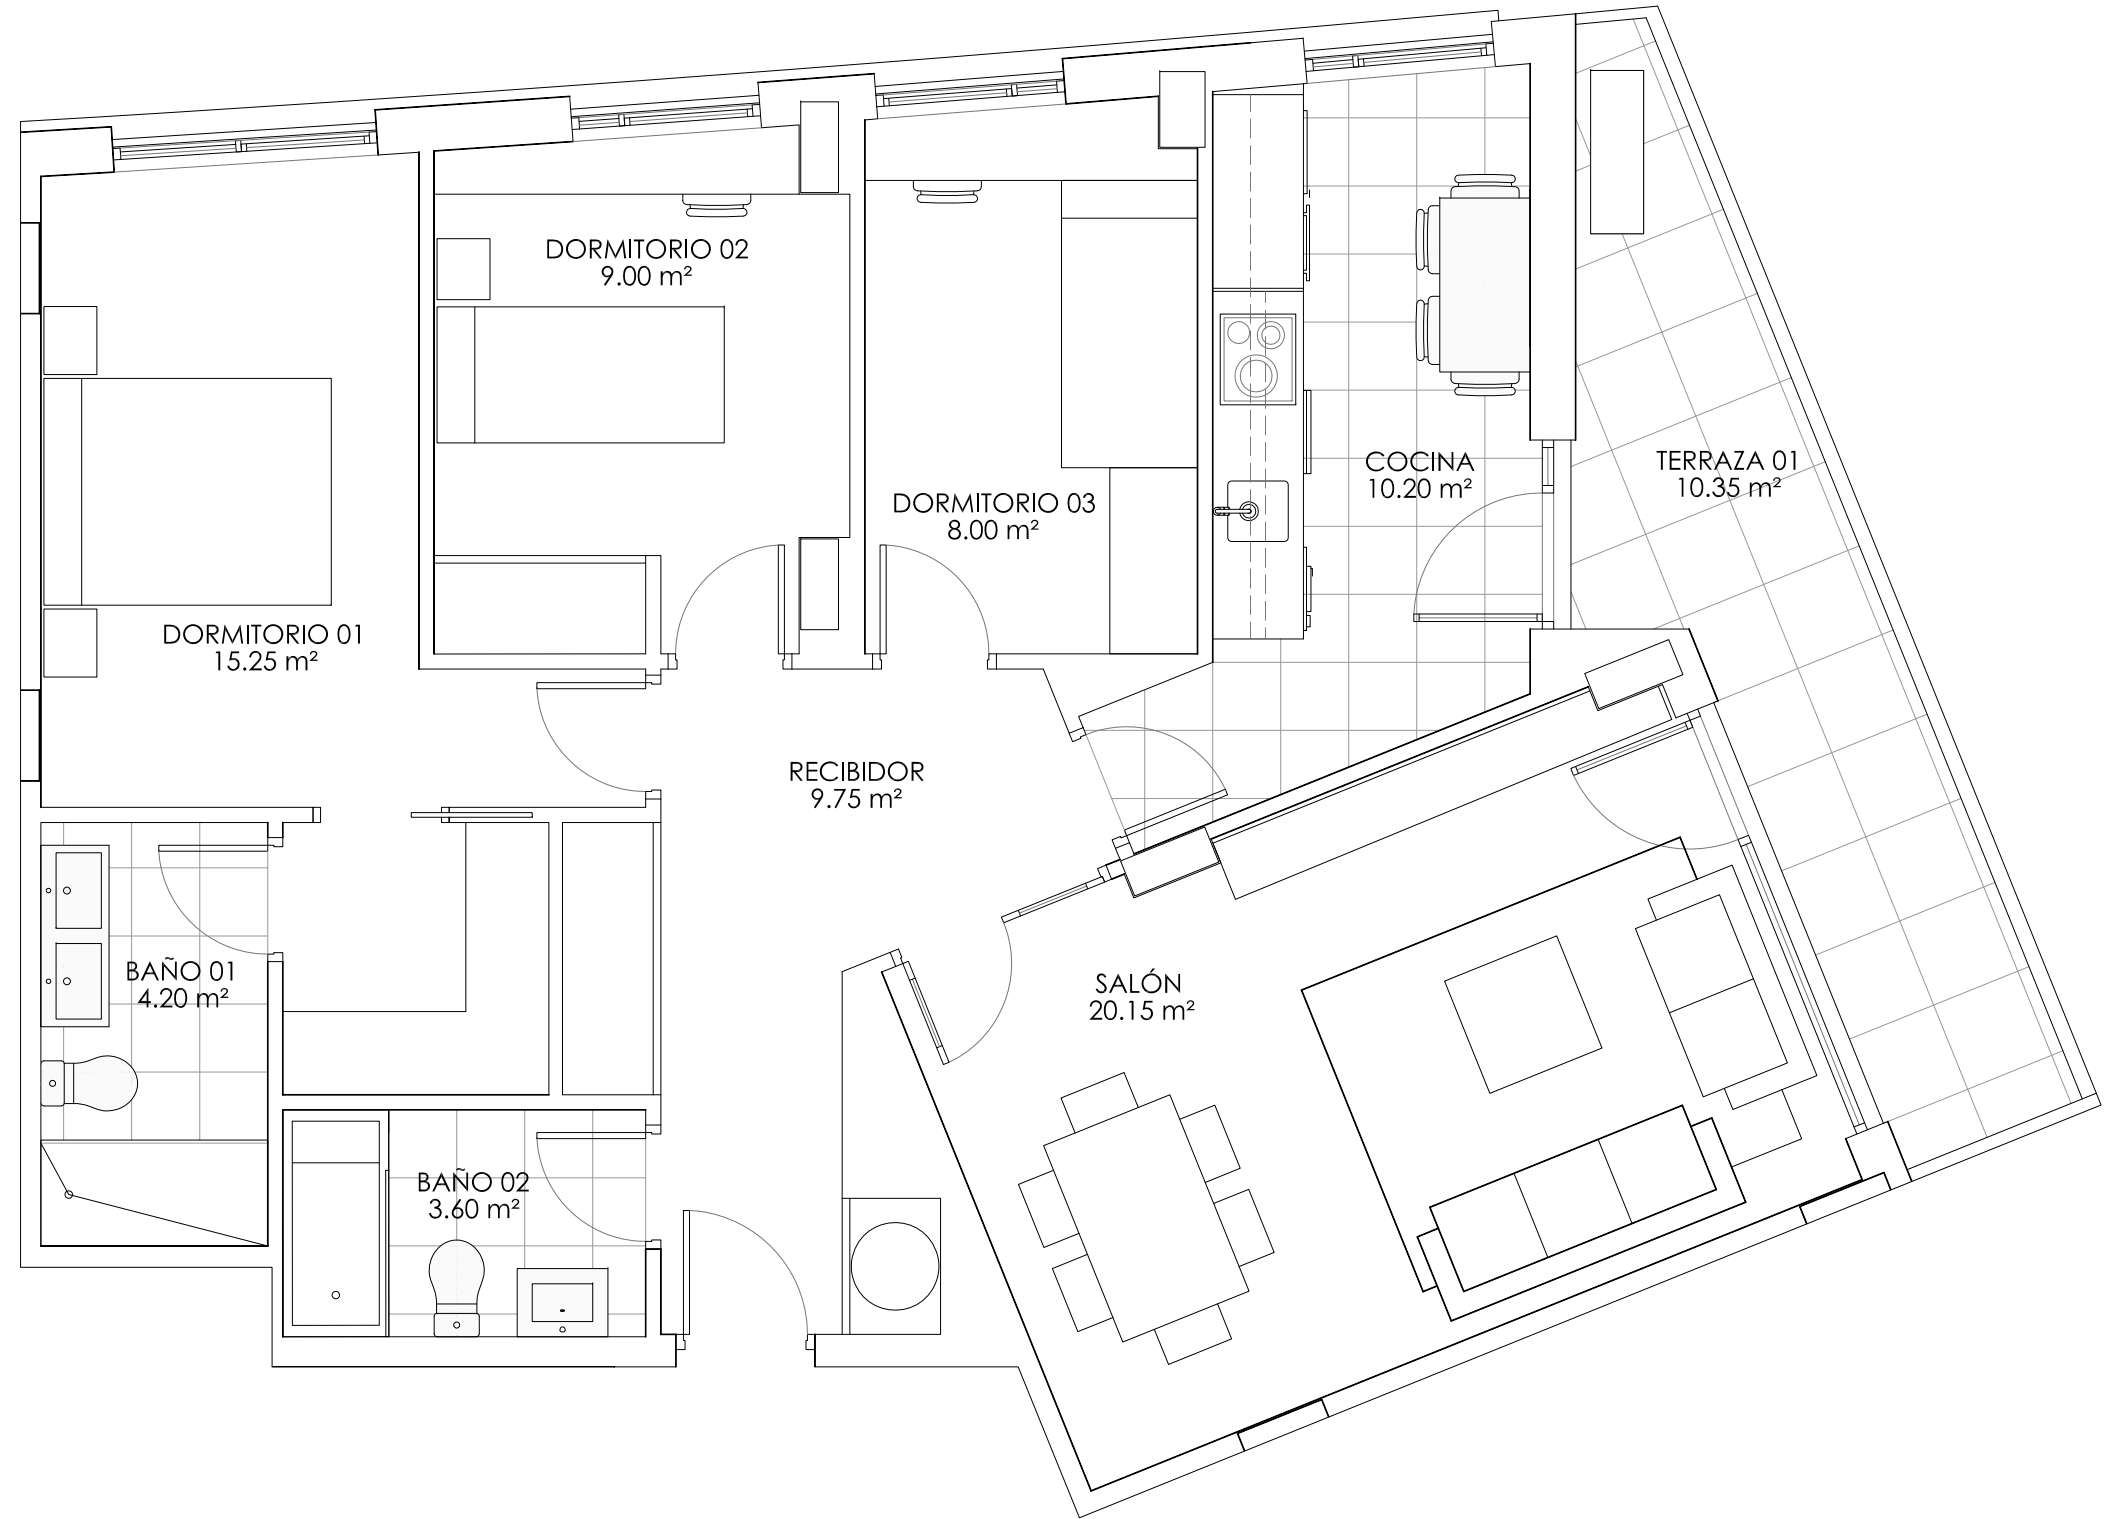 DORMITORIO 02
9.00 m²
COCINA
10.20 m²
TERRAZA 01
10.35 m²
DORMITORIO 03
8.00 m²
DORMITORIO 01
15.25 m²
RECIBIDOR
9.75 m²
BAÑO 01
4.20 m²
SALÓN
20.15 m²
BAÑO 02
3.60 m²